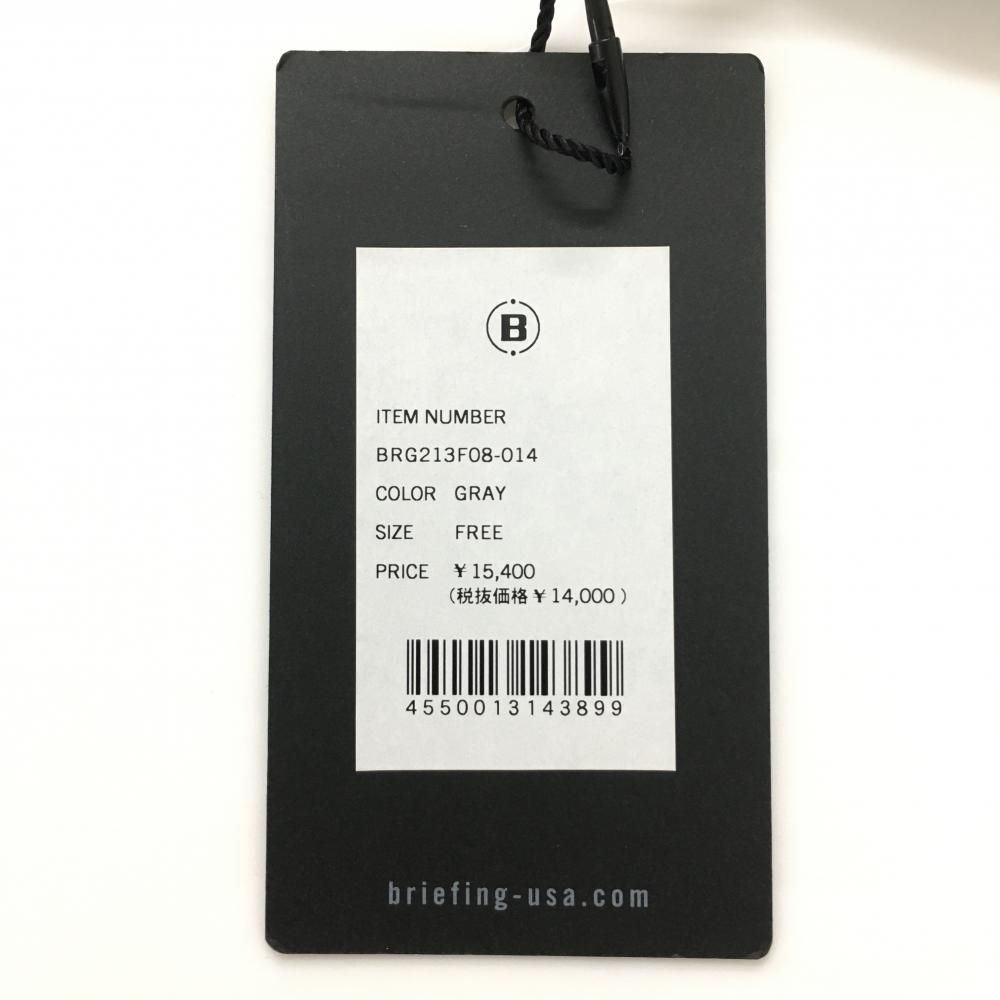 B
ITEM NUMBER
BRG213F08-014
COLOR GRAY
SIZE FREE
PRICE ¥15,400
(税抜価格¥14,000)
4550013143899
briefing-usa.com